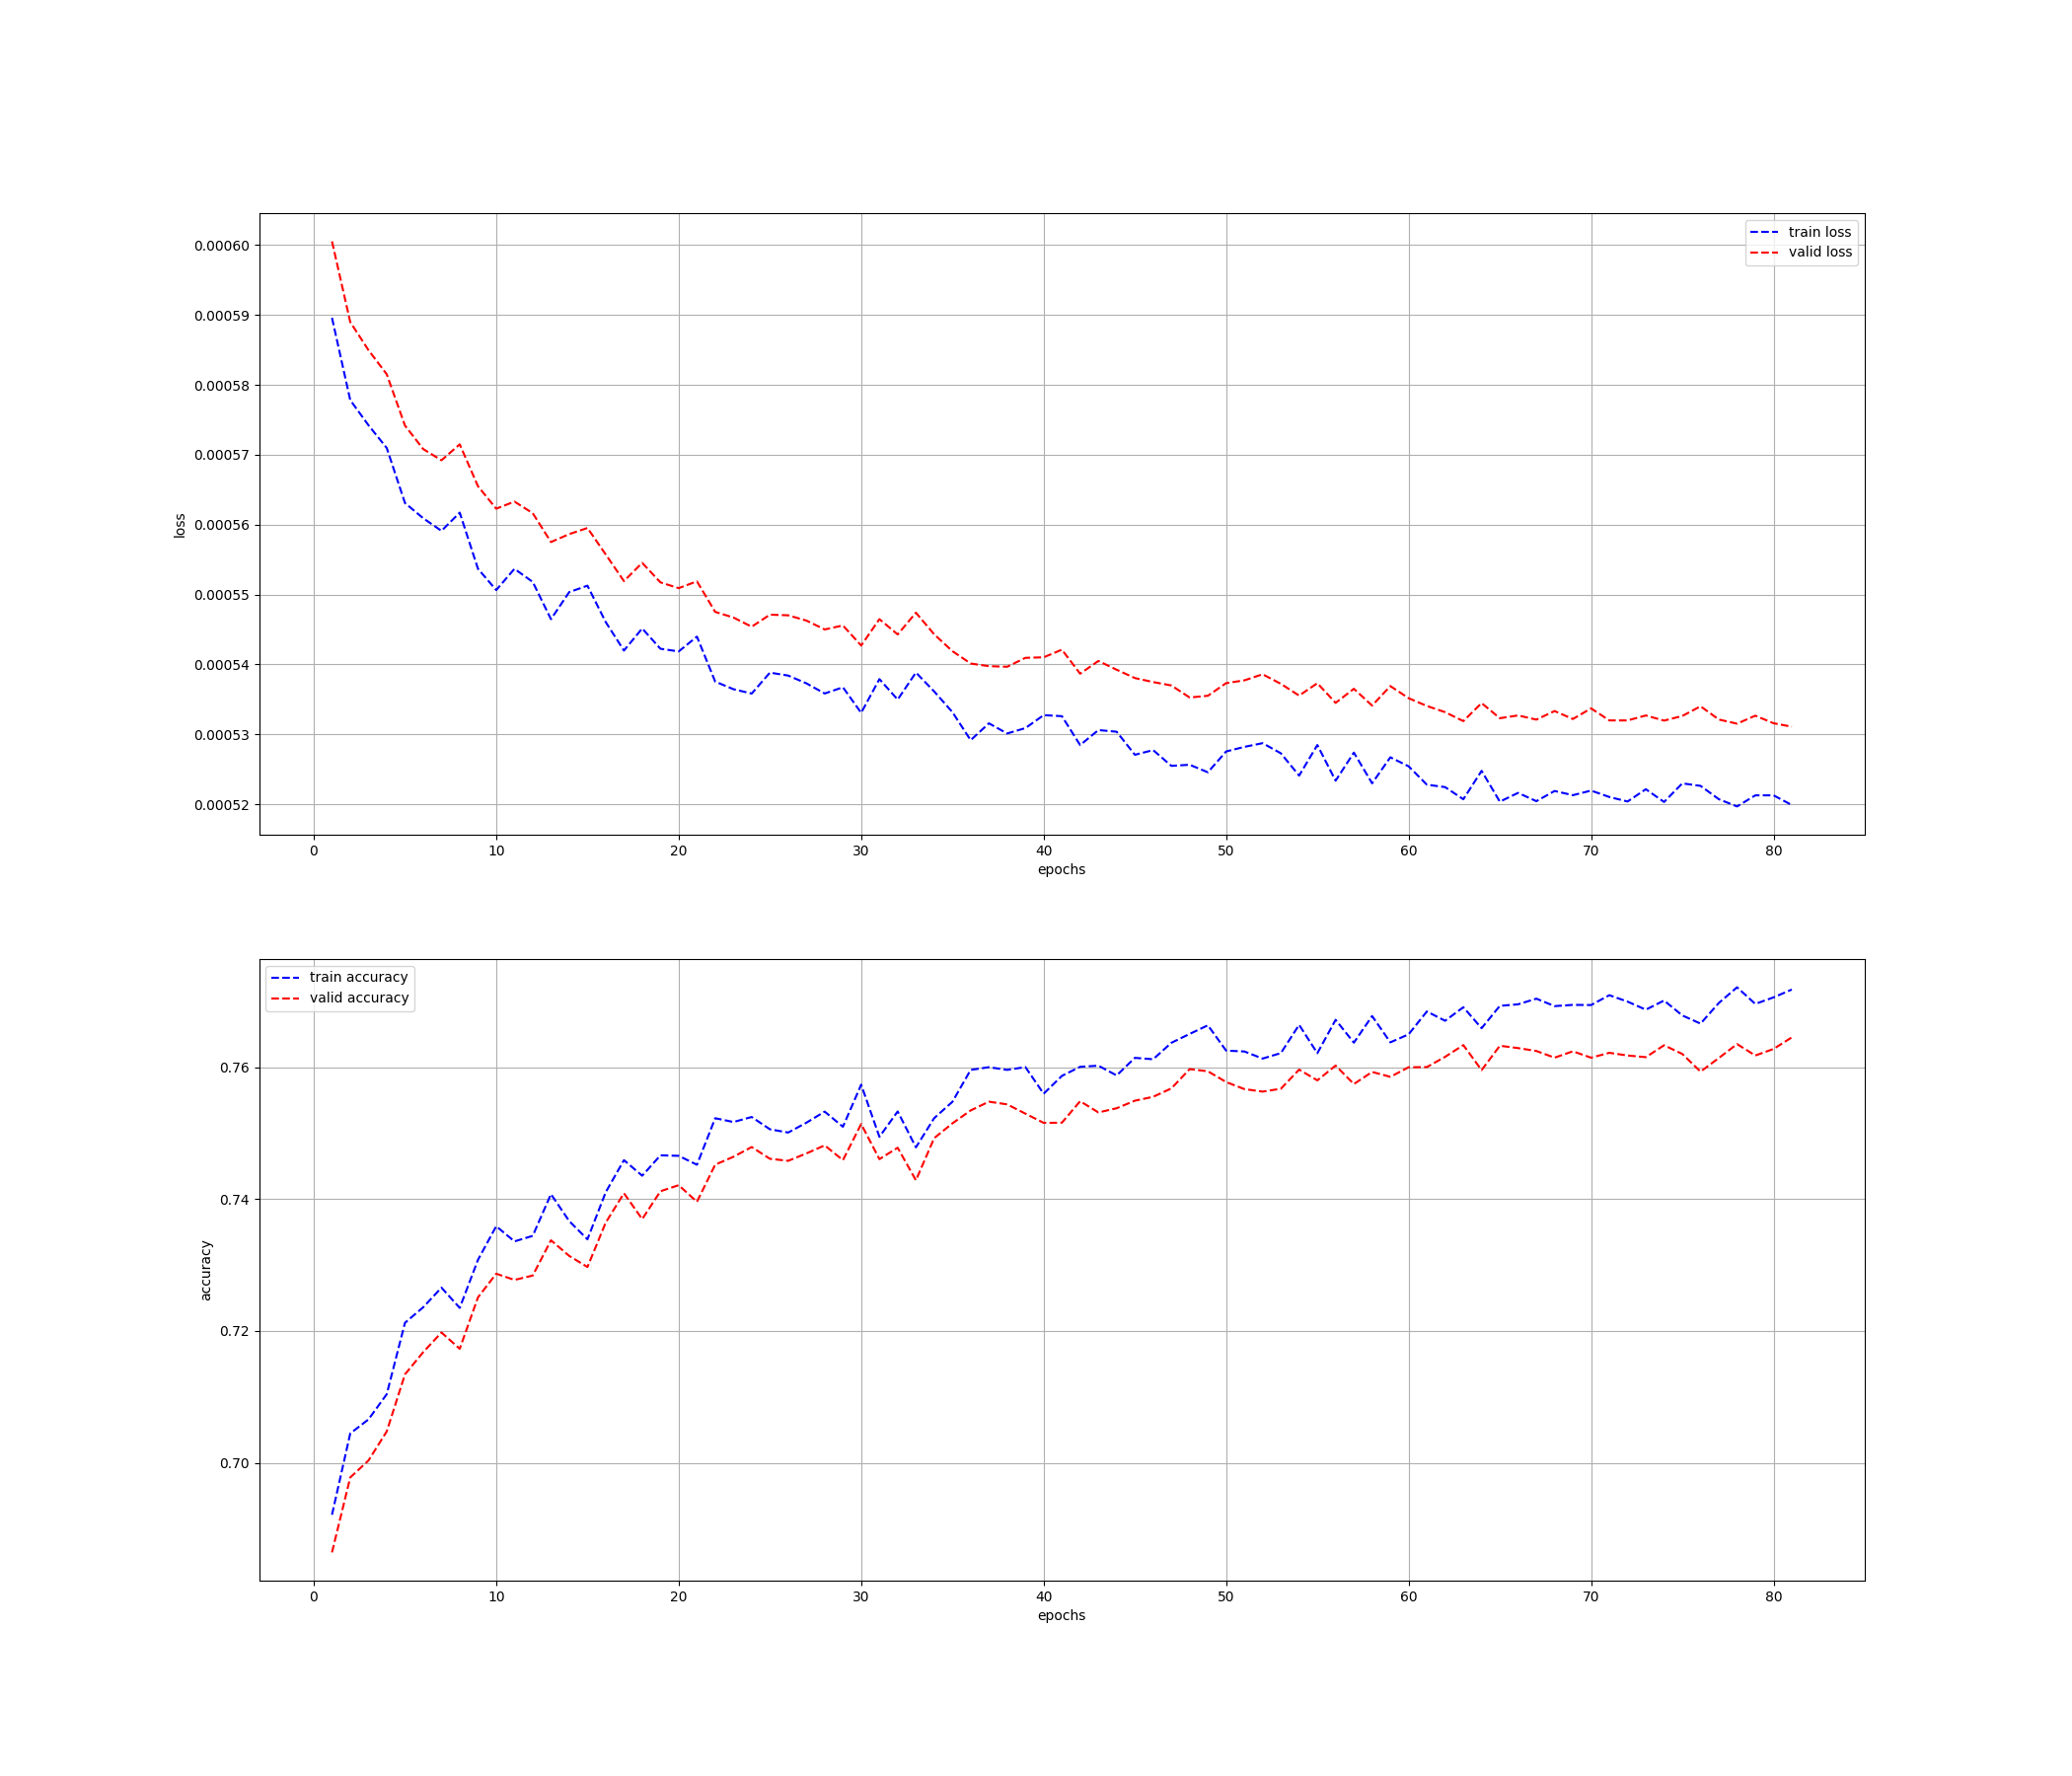 train loss
valid loss
0.00060
0.00059
0.00058
0.00057
0.00056
0.00055
0.00054
0.00053
0.00052
loss
0 10 20 30 40 50 60 70 80
epochs
train accuracy
valid accuracy
0.76
0.74
0.72
0.70
accuracy
0 10 20 30 40 50 60 70 80
epochs